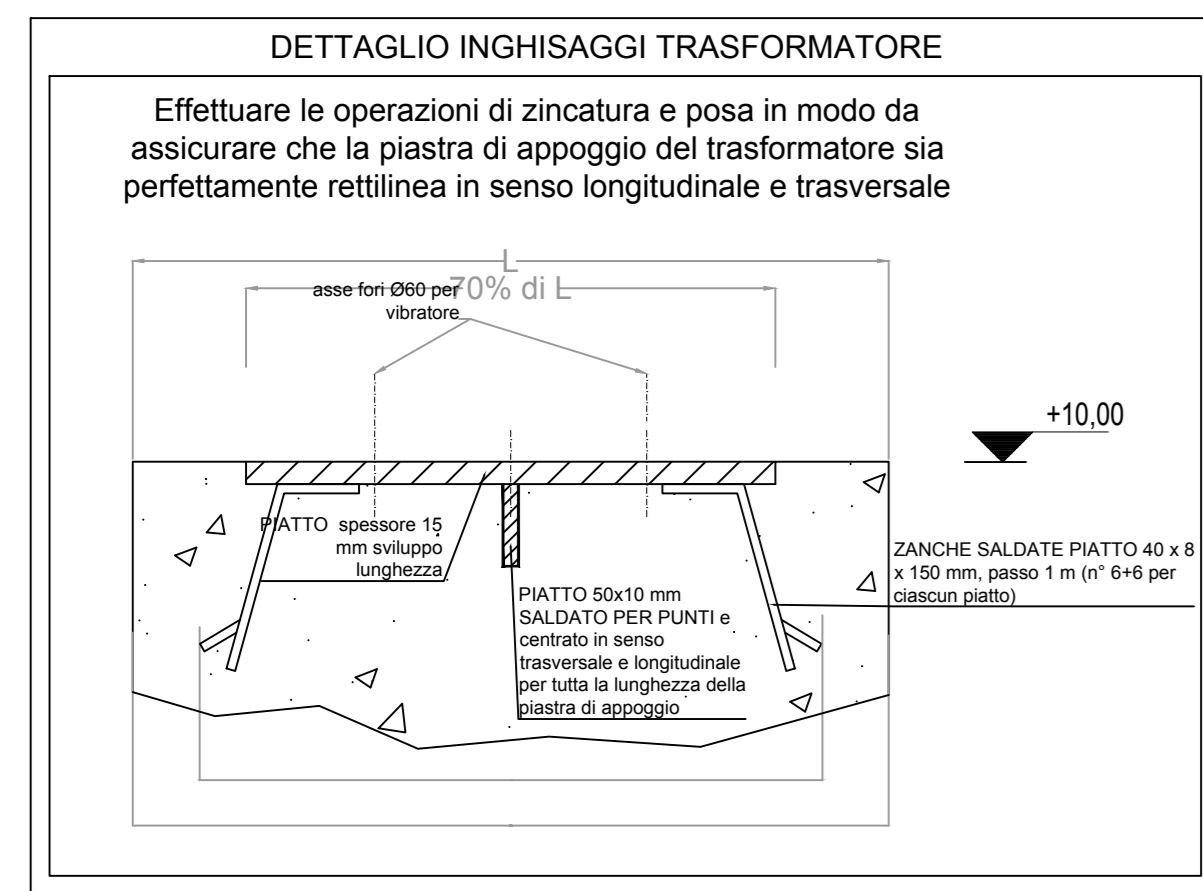 DETTAGLIO INGHISAGGI TRASFORMATORE
Effettuare le operazioni di zincatura e posa in modo da
assicurare che la piastra di appoggio del trasformatore sia
perfettamente rettilinea in senso longitudinale e trasversale
L
70% di L
asse fori Ø60 per
vibratore
+10,00
PIATTO spessore 15
mm sviluppo
lunghezza
ZANCHE SALDATE PIATTO 40 x 8
x 150 mm, passo 1 m (n° 6+6 per
ciascun piatto)
PIATTO 50x10 mm
SALDATO PER PUNTI e
centrato in senso
trasversale e longitudinale
per tutta la lunghezza della
piastra di appoggio